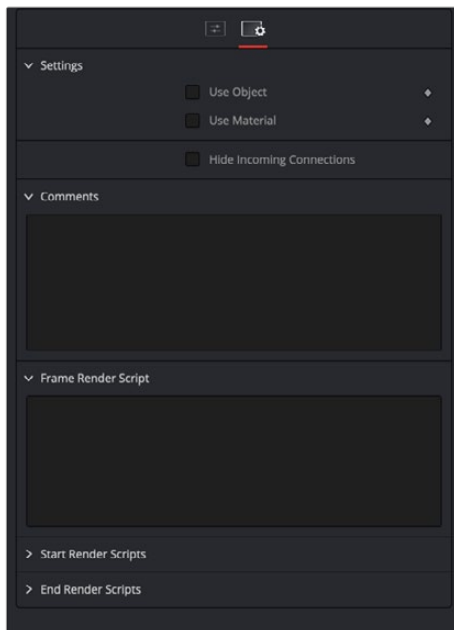 Settings
Use Object
Use Material
Hide Incoming Connections
Comments
Frame Render Script
Start Render Scripts
End Render Scripts